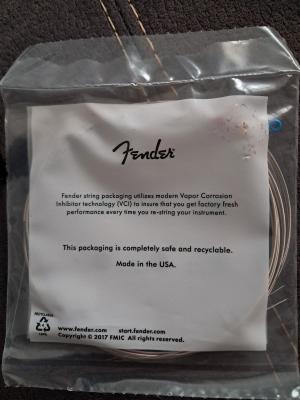 Fender
Fender string packaging utilizes modern Vapor Corrosion
Inhibitor technology (VCI) to insure that you get factory fresh
performance every time you re-string your instrument.
This packaging is completely safe and recyclable.
Made in the USA.
www.fender.com start.fender.com
Copyright © 2017 FMIC All rights reserved.